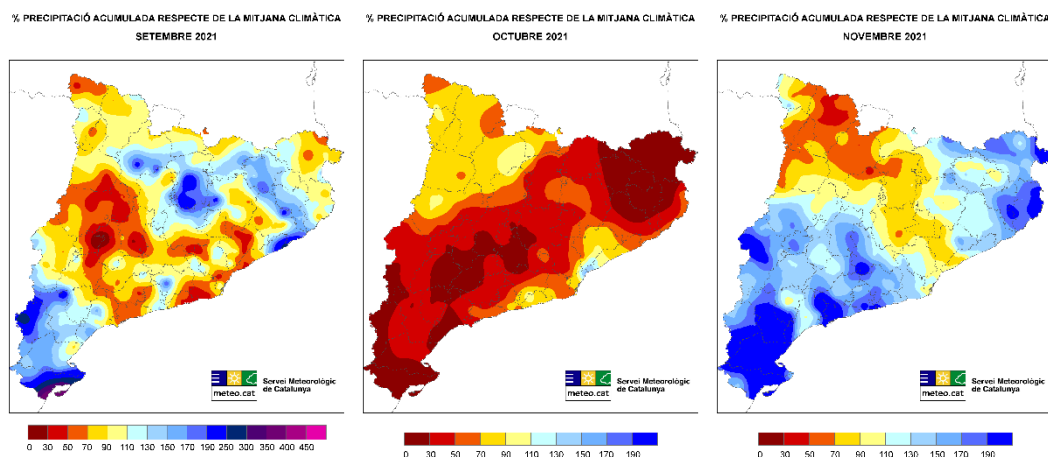 % PRECIPITACIÓ ACUMULADA RESPECTE DE LA MITJANA CLIMÀTICA
SETEMBRE 2021
meteo.cat
Servei Meteorològic
de Catalunya
0 30 50 70 90 110 130 150 170 190 250 300 350 400 450
% PRECIPITACIÓ ACUMULADA RESPECTE DE LA MITJANA CLIMÀTICA
OCTUBRE 2021
meteo.cat
Servei Meteorològic
de Catalunya
0 30 50 70 90 110 130 150 170 190
% PRECIPITACIÓ ACUMULADA RESPECTE DE LA MITJANA CLIMÀTICA
NOVEMBRE 2021
meteo.cat
Servei Meteorològic
de Catalunya
0 30 50 70 90 110 130 150 170 190